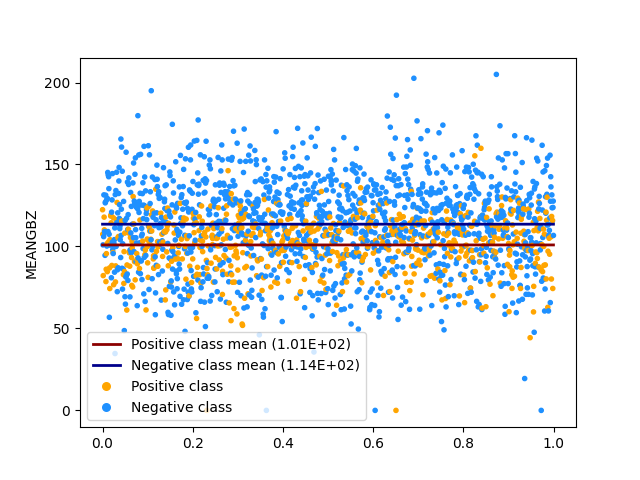 200
150
100
50
0
MEANGBZ
Positive class mean (1.01E+02)
Negative class mean (1.14E+02)
Positive class
Negative class
0.0 0.2 0.4 0.6 0.8 1.0